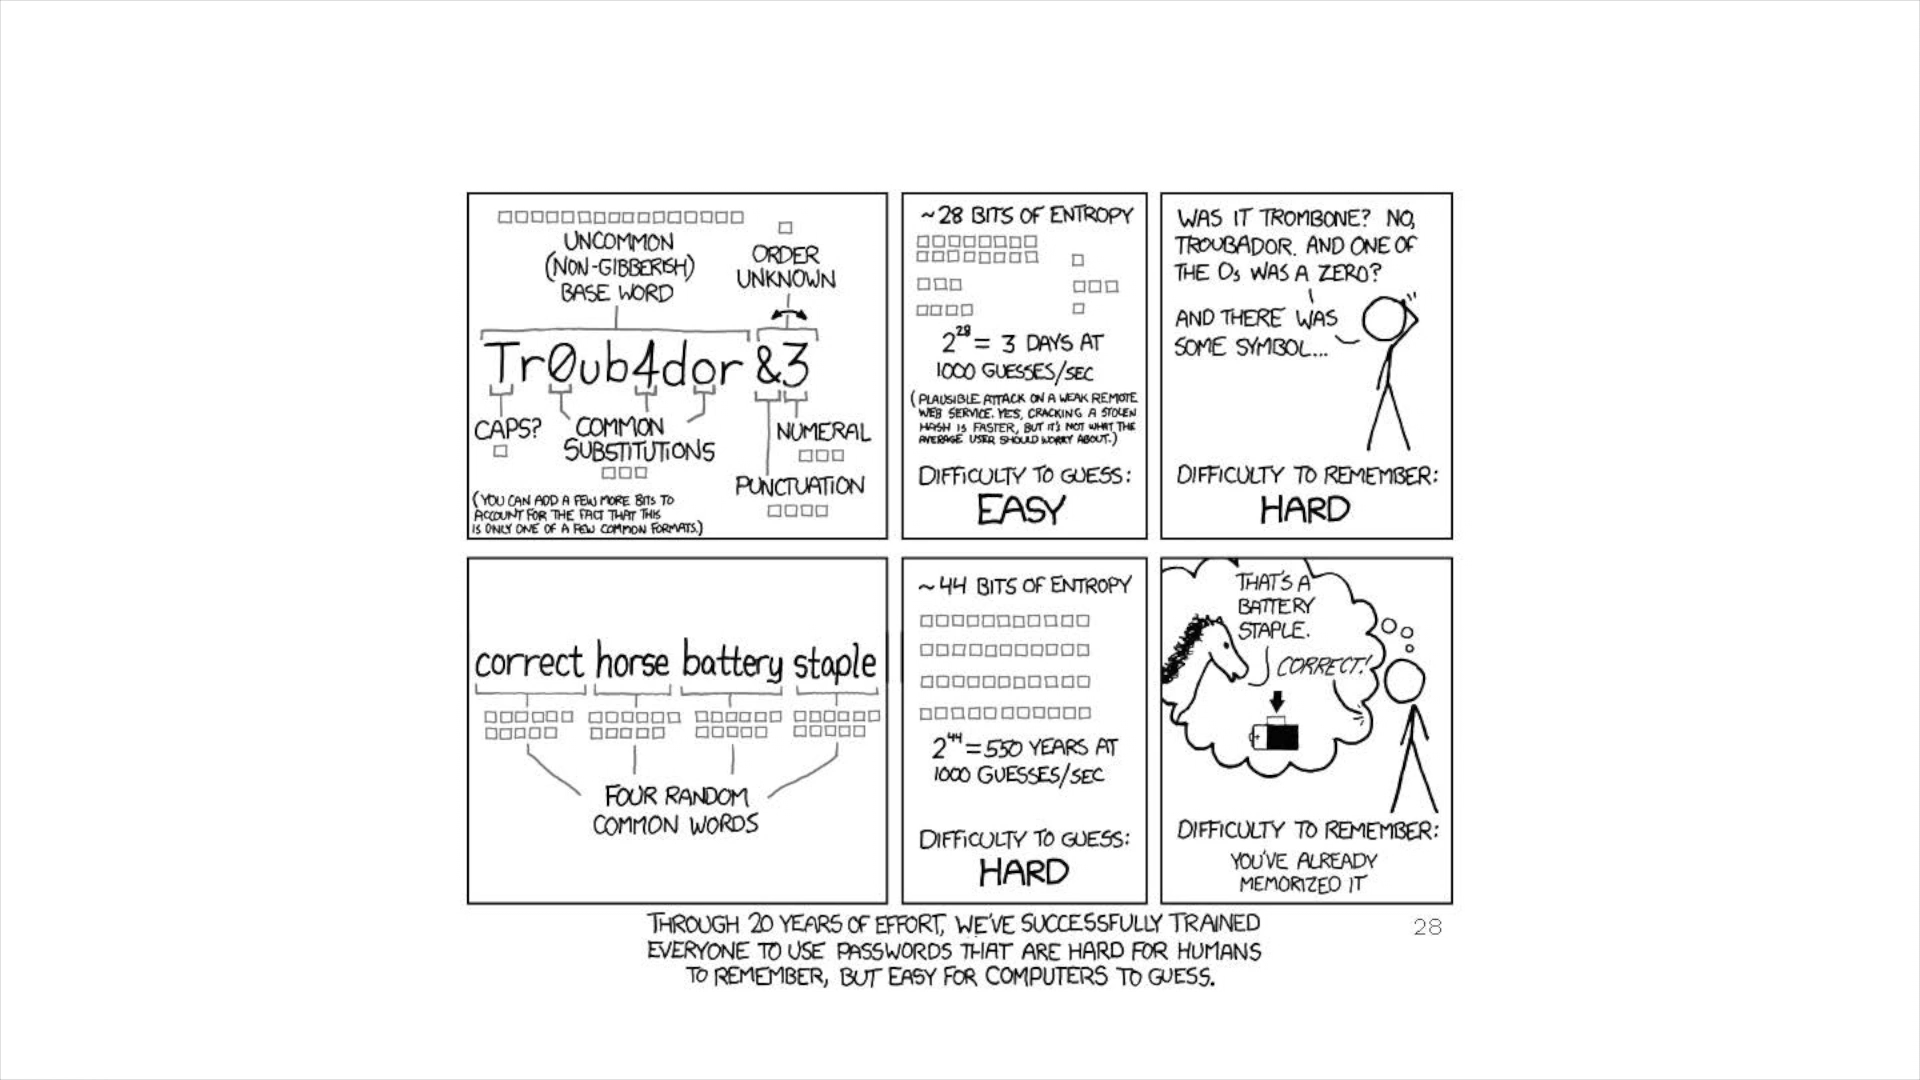 UNCOMMON
(NON-GIBBERISH)
BASE WORD
ORDER
UNKNOWN
Tr0ub4dor &3
CAPS?
COMMON
SUBSTITUTIONS
NUMERAL
PUNCTUATION
(YOU CAN ADD A FEW MORE BITS TO
ACCOUNT FOR THE FACT THAT THIS
IS ONLY ONE OF A FEW COMMON FORMATS.)
~28 BITS OF ENTROPY
2^28 = 3 DAYS AT
1000 GUESSES/SEC
(PLAUSIBLE ATTACK ON A WEAK REMOTE
WEB SERVICE. YES, CRACKING A STOLEN
HASH IS FASTER, BUT IT'S NOT WHAT THE
AVERAGE USER SHOULD WORRY ABOUT.)
DIFFICULTY TO GUESS:
EASY
WAS IT TROMBONE? NO,
TROUBADOR. AND ONE OF
THE Os WAS A ZERO?
AND THERE WAS
SOME SYMBOL...
DIFFICULTY TO REMEMBER:
HARD
correct horse battery staple
FOUR RANDOM
COMMON WORDS
~44 BITS OF ENTROPY
2^44 = 550 YEARS AT
1000 GUESSES/SEC
DIFFICULTY TO GUESS:
HARD
THAT'S A
BATTERY
STAPLE.
CORRECT!
DIFFICULTY TO REMEMBER:
YOU'VE ALREADY
MEMORIZED IT
THROUGH 20 YEARS OF EFFORT, WE'VE SUCCESSFULLY TRAINED
EVERYONE TO USE PASSWORDS THAT ARE HARD FOR HUMANS
TO REMEMBER, BUT EASY FOR COMPUTERS TO GUESS.
28